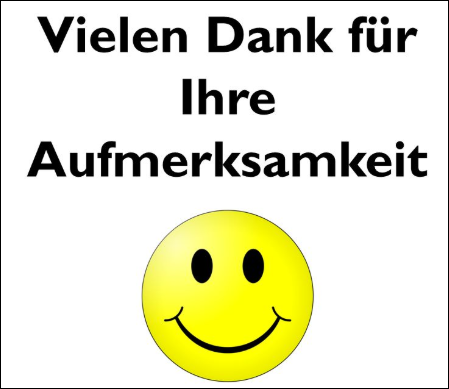 Vielen Dank für
Ihre
Aufmerksamkeit